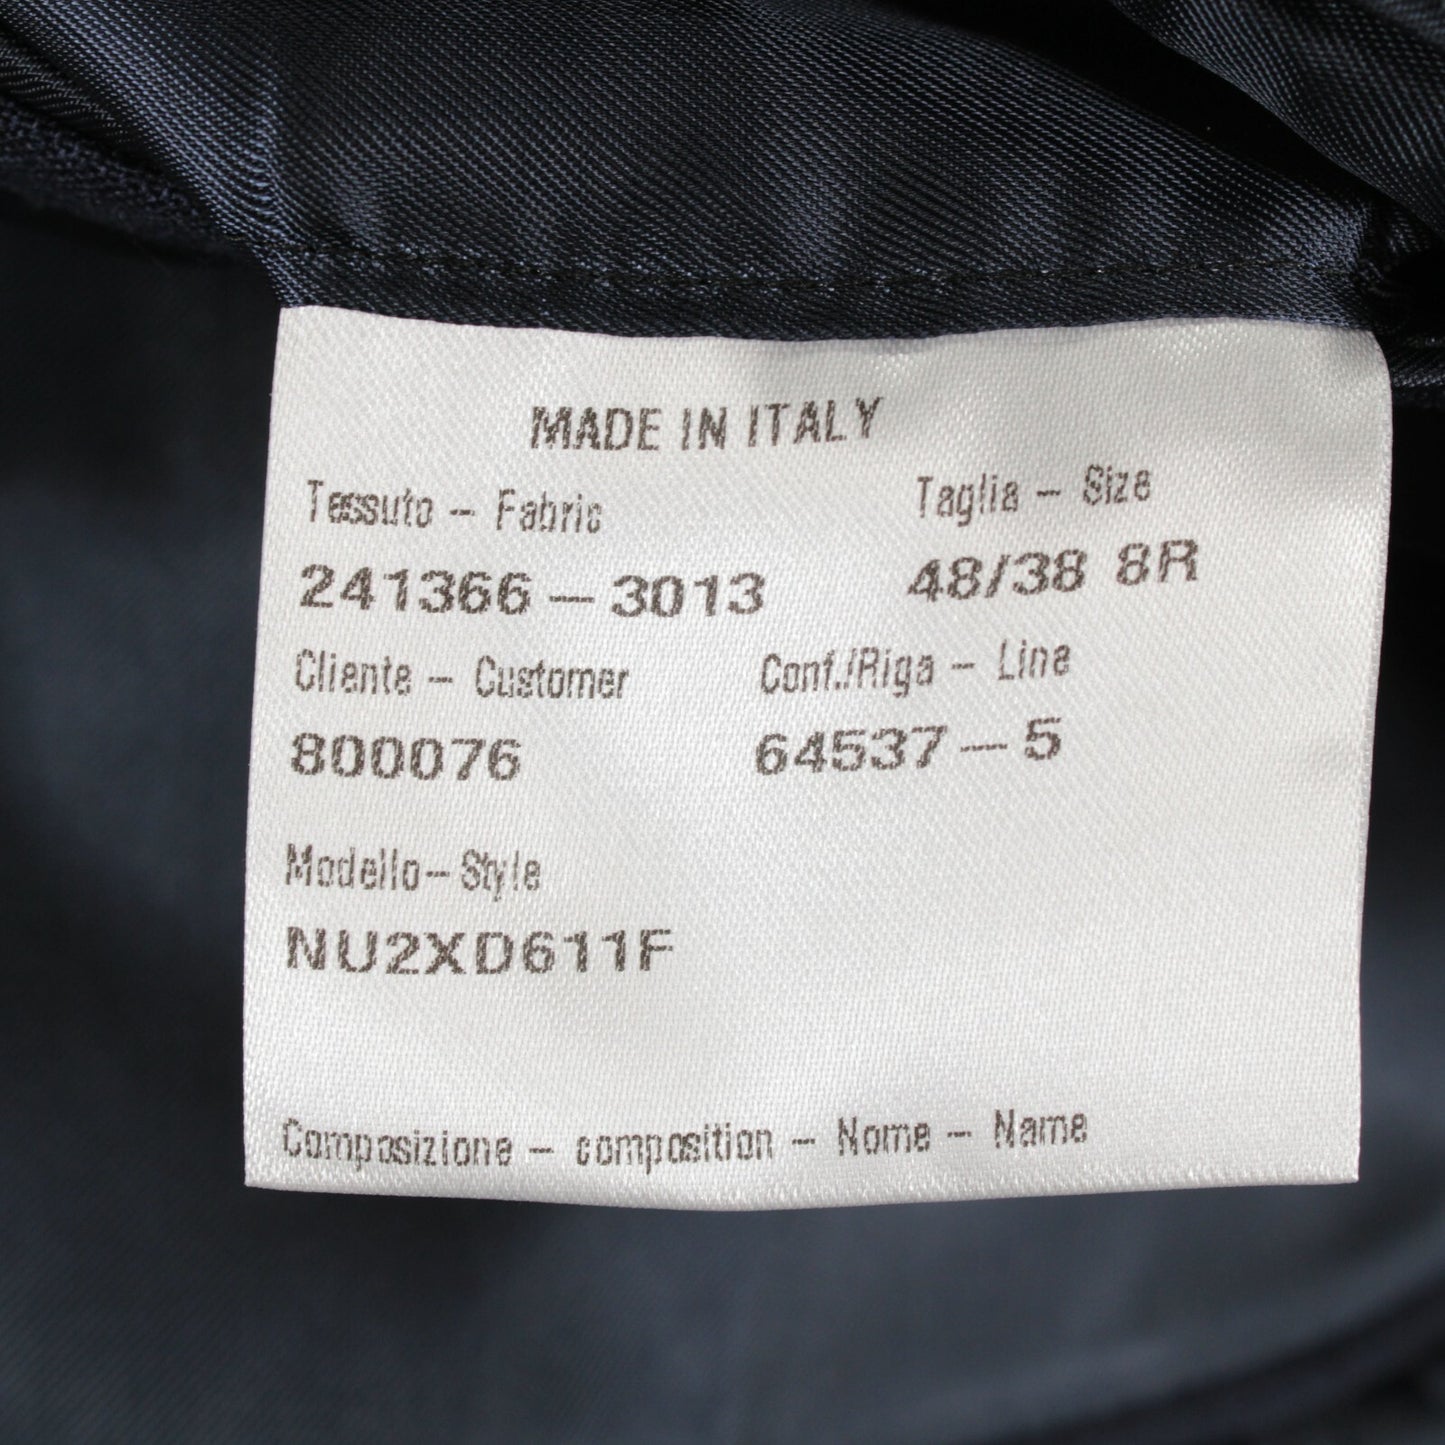 MADE IN ITALY
Tessuto - Fabric Taglia - Size
241366-3013 48/38 8R
Cliente - Customer Conf./Riga - Line
800076 64537-5
Modello-Style
NU2XD611F
Composizione - composition - Nome - Name